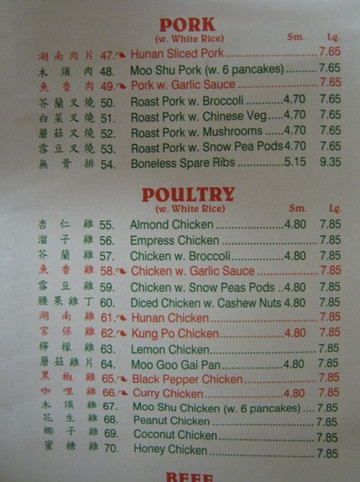 PORK
(w. White Rice) Sm. Lg.
湖南肉片 47. Hunan Sliced Pork 7.65
木須肉 48. Moo Shu Pork (w. 6 pancakes) 7.65
魚香肉 49. Pork w. Garlic Sauce 7.65
芥蘭叉燒 50. Roast Pork w. Broccoli 4.70 7.65
白菜叉燒 51. Roast Pork w. Chinese Veg 4.70 7.65
蘑菇叉燒 52. Roast Pork w. Mushrooms 4.70 7.65
雪豆叉燒 53. Roast Pork w. Snow Pea Pods 4.70 7.65
無骨排 54. Boneless Spare Ribs 5.15 9.35
POULTRY
(w. White Rice) Sm. Lg.
杏仁雞 55. Almond Chicken 4.80 7.85
溜子雞 56. Empress Chicken 7.85
芥蘭雞 57. Chicken w. Broccoli 4.80 7.85
魚香雞 58. Chicken w. Garlic Sauce 7.85
雪豆雞 59. Chicken w. Snow Peas Pods 4.80 7.85
腰果雞丁 60. Diced Chicken w. Cashew Nuts 4.80 7.85
湖南雞 61. Hunan Chicken 7.85
宮保雞 62. Kung Po Chicken 4.80 7.85
檸檬雞 63. Lemon Chicken 7.85
蘑菇雞片 64. Moo Goo Gai Pan 4.80 7.85
黑椒雞 65. Black Pepper Chicken 7.85
咖喱雞 66. Curry Chicken 4.80 7.85
木須雞 67. Moo Shu Chicken (w. 6 pancakes) 7.85
花生雞 68. Peanut Chicken 7.85
椰子雞 69. Coconut Chicken 7.85
蜜糖雞 70. Honey Chicken 7.85
BEEF